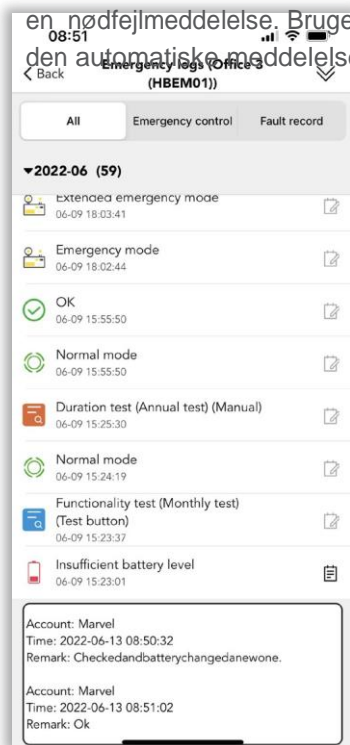 en nødfejlmeddelelse. Bruge
08:51
den automatiske meddelels
Back
Emergency logs (Office 3
(HBEM01))
All Emergency control Fault record
2022-06 (59)
Extended emergency mode
06-09 18:03:41
Emergency mode
06-09 18:02:44
OK
06-09 15:55:50
Normal mode
06-09 15:55:50
Duration test (Annual test) (Manual)
06-09 15:25:30
Normal mode
06-09 15:24:19
Functionality test (Monthly test)
(Test button)
06-09 15:23:37
Insufficient battery level
06-09 15:23:01
Account: Marvel
Time: 2022-06-13 08:50:32
Remark: Checkedandbatterychangedanewone.
Account: Marvel
Time: 2022-06-13 08:51:02
Remark: Ok